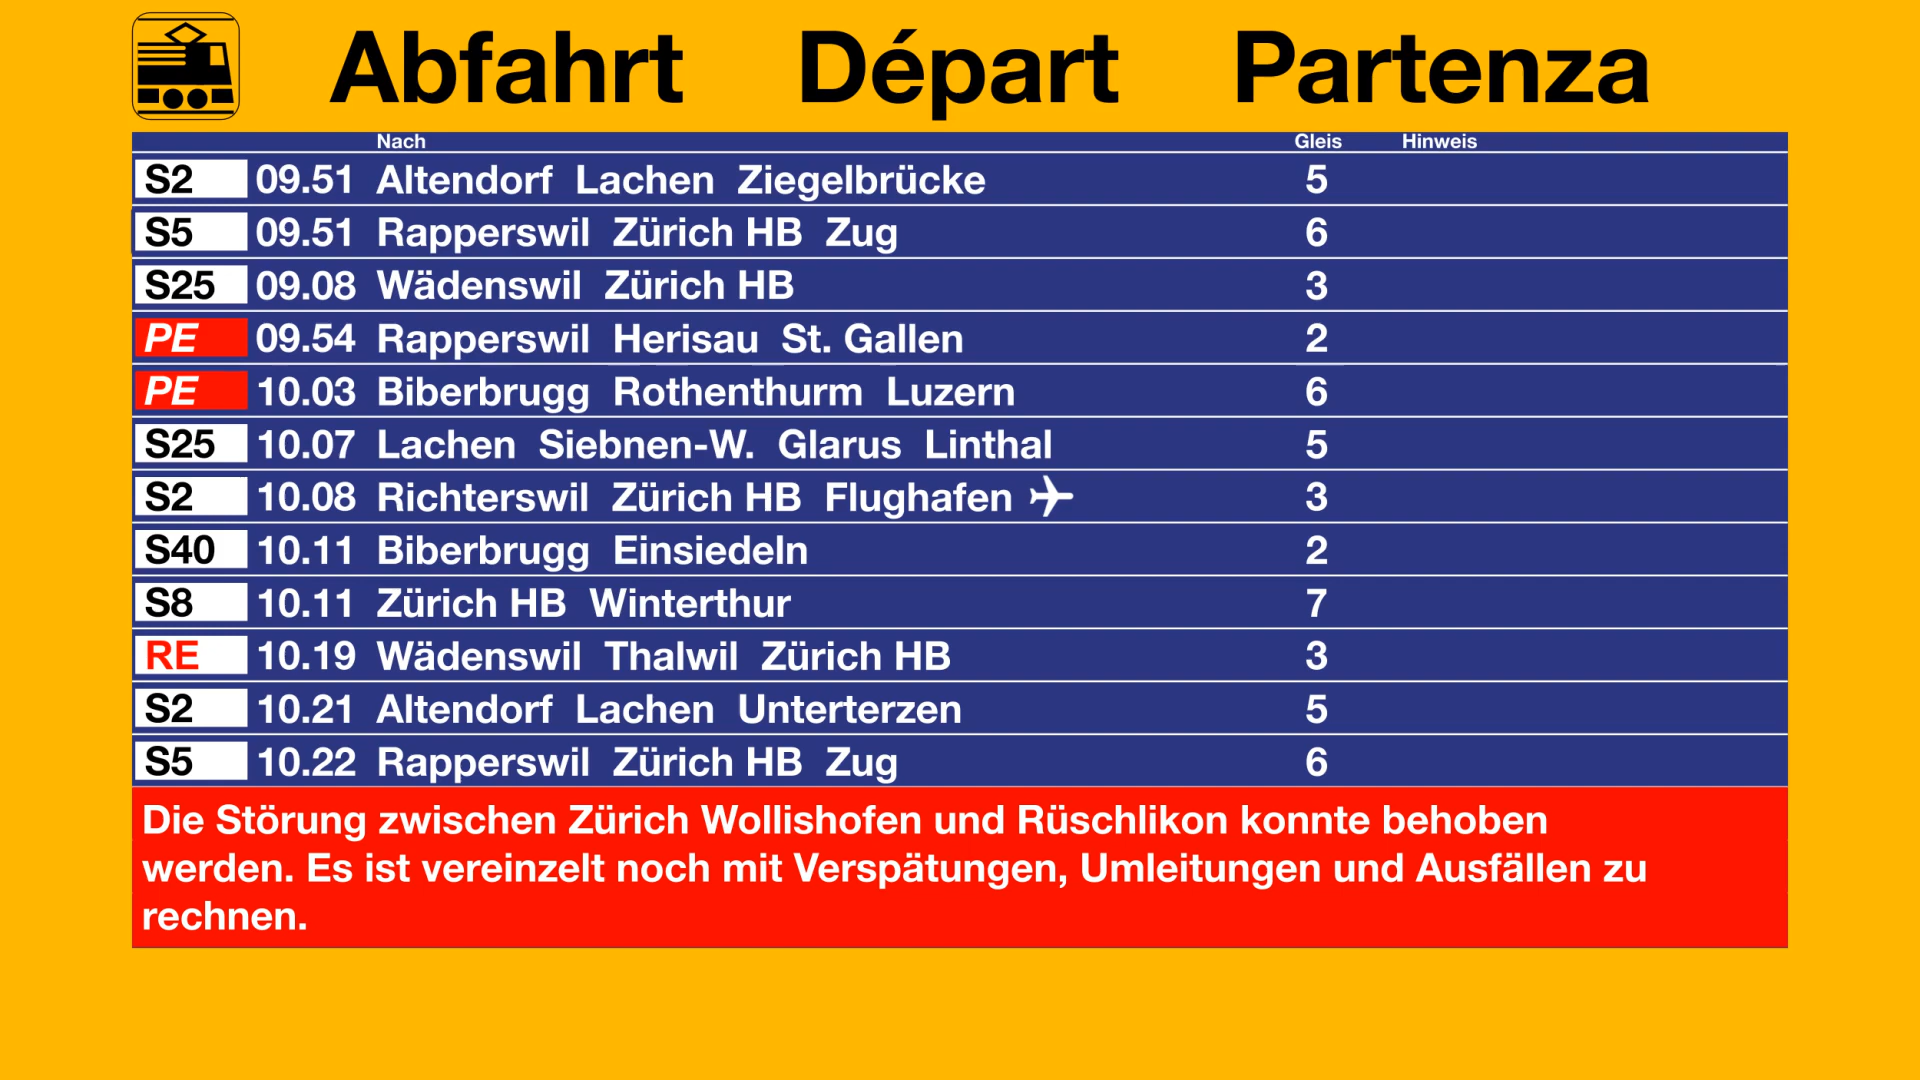 Abfahrt Départ Partenza
Nach Gleis Hinweis
S2 09.51 Altendorf Lachen Ziegelbrücke 5
S5 09.51 Rapperswil Zürich HB Zug 6
S25 09.08 Wädenswil Zürich HB 3
PE 09.54 Rapperswil Herisau St. Gallen 2
PE 10.03 Biberbrugg Rothenthurm Luzern 6
S25 10.07 Lachen Siebnen-W. Glarus Linthal 5
S2 10.08 Richterswil Zürich HB Flughafen 3
S40 10.11 Biberbrugg Einsiedeln 2
S8 10.11 Zürich HB Winterthur 7
RE 10.19 Wädenswil Thalwil Zürich HB 3
S2 10.21 Altendorf Lachen Unterterzen 5
S5 10.22 Rapperswil Zürich HB Zug 6
Die Störung zwischen Zürich Wollishofen und Rüschlikon konnte behoben
werden. Es ist vereinzelt noch mit Verspätungen, Umleitungen und Ausfällen zu
rechnen.